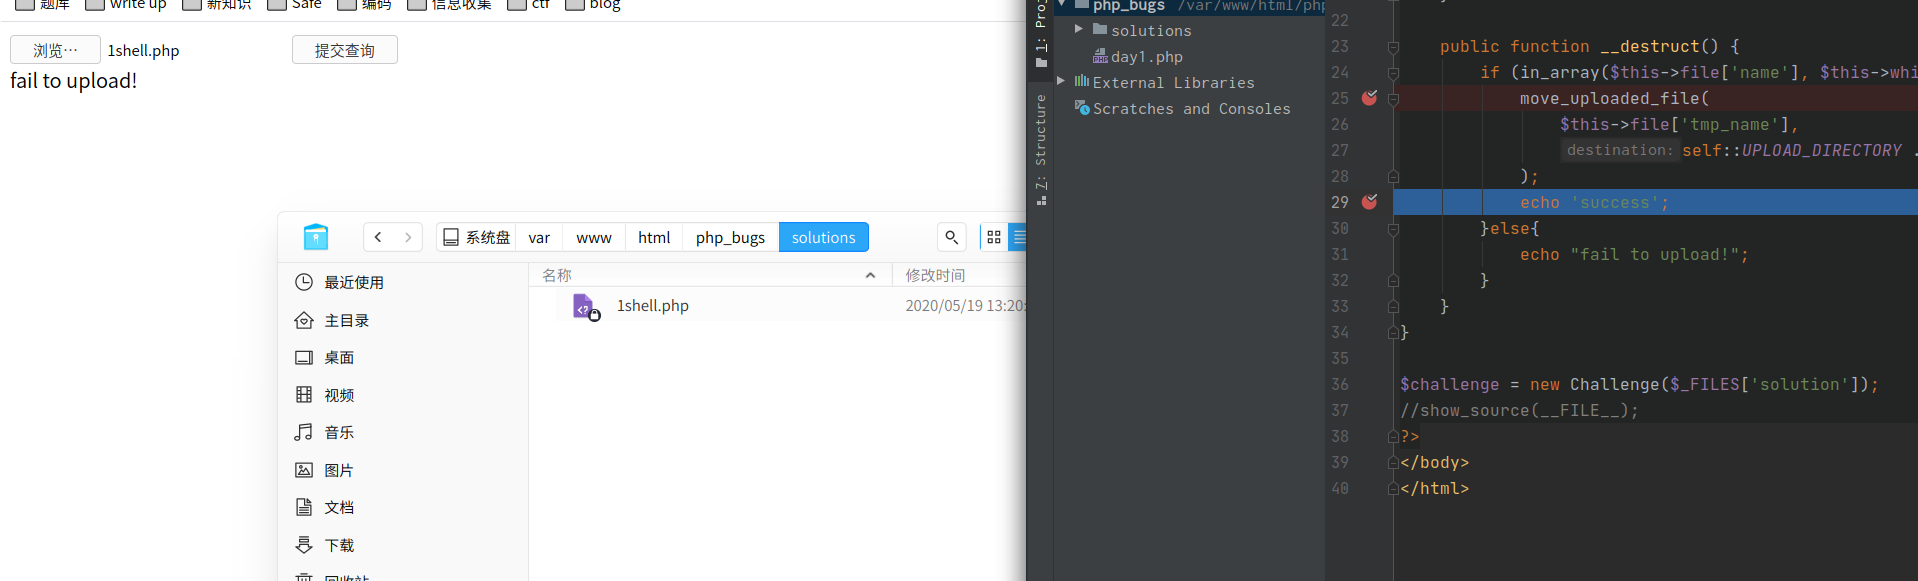 题库 write up 新知识 Safe 编码 信息收集 ctf blog
浏览… 1shell.php 提交查询
fail to upload!
系统盘 var www html php_bugs solutions
名称 修改时间
最近使用
1shell.php 2020/05/19 13:20:
主目录
桌面
视频
音乐
图片
文档
下载
回收站
1: Proj
7: Structure
php_bugs /var/www/html/php
solutions
day1.php
External Libraries
Scratches and Consoles
22
23 public function __destruct() {
24 if (in_array($this->file['name'], $this->whi
25 move_uploaded_file(
26 $this->file['tmp_name'],
27 destination: self::UPLOAD_DIRECTORY .
28 );
29 echo 'success';
30 }else{
31 echo "fail to upload!";
32 }
33 }
34 }
35
36 $challenge = new Challenge($_FILES['solution']);
37 //show_source(__FILE__);
38 ?>
39 </body>
40 </html>